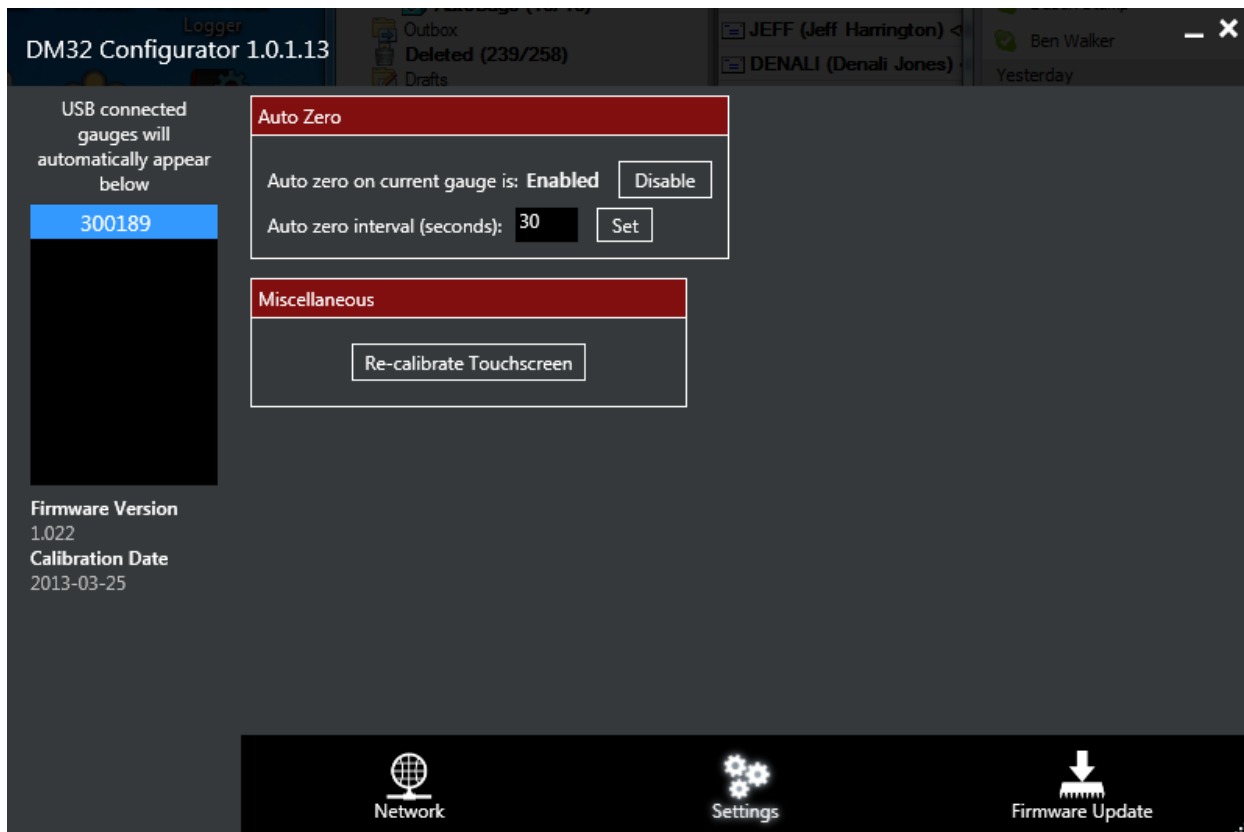 Logger
Outbox
Deleted (239/258)
Drafts
JEFF (Jeff Harrington)
DENALI (Denali Jones)
Ben Walker
Yesterday
DM32 Configurator 1.0.1.13
USB connected
gauges will
automatically appear
below
300189
Firmware Version
1.022
Calibration Date
2013-03-25
Auto Zero
Auto zero on current gauge is: Enabled Disable
Auto zero interval (seconds): 30 Set
Miscellaneous
Re-calibrate Touchscreen
Network
Settings
Firmware Update